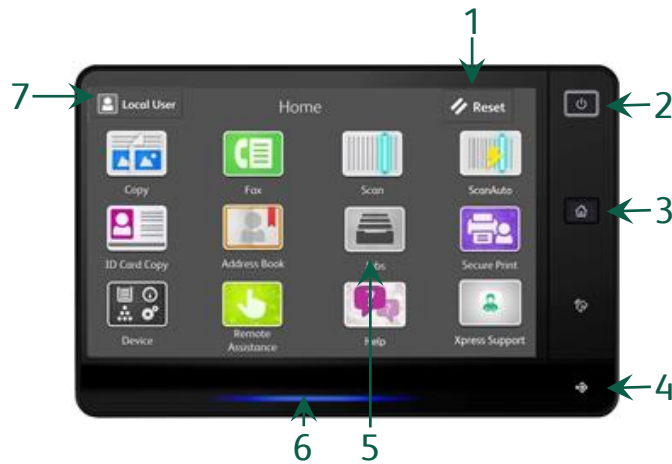 1
7
Local User
Home
Reset
2
Copy
Fax
Scan
ScanAuto
3
ID Card Copy
Address Book
Secure Print
Device
Remote
Assistance
Help
Xpress Support
4
6
5